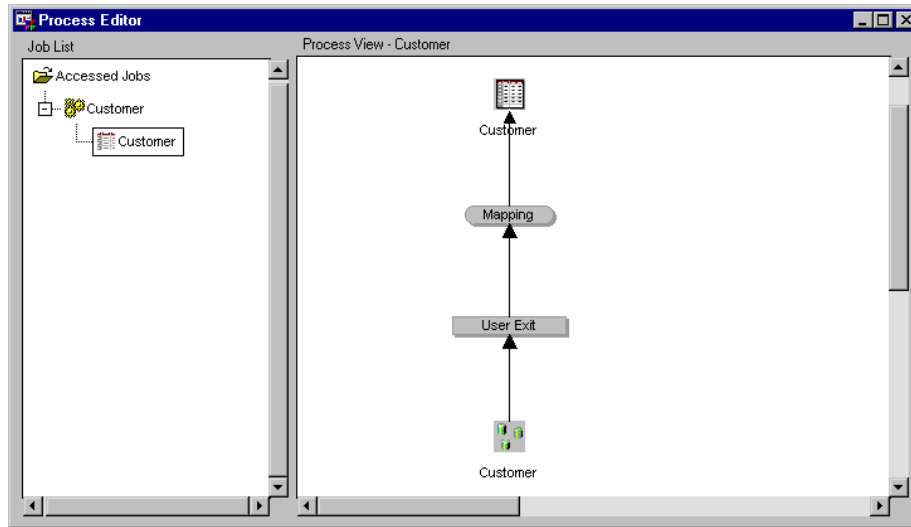 Process Editor
Job List
Process View - Customer
Accessed Jobs
Customer
Customer
Customer
Mapping
User Exit
Customer